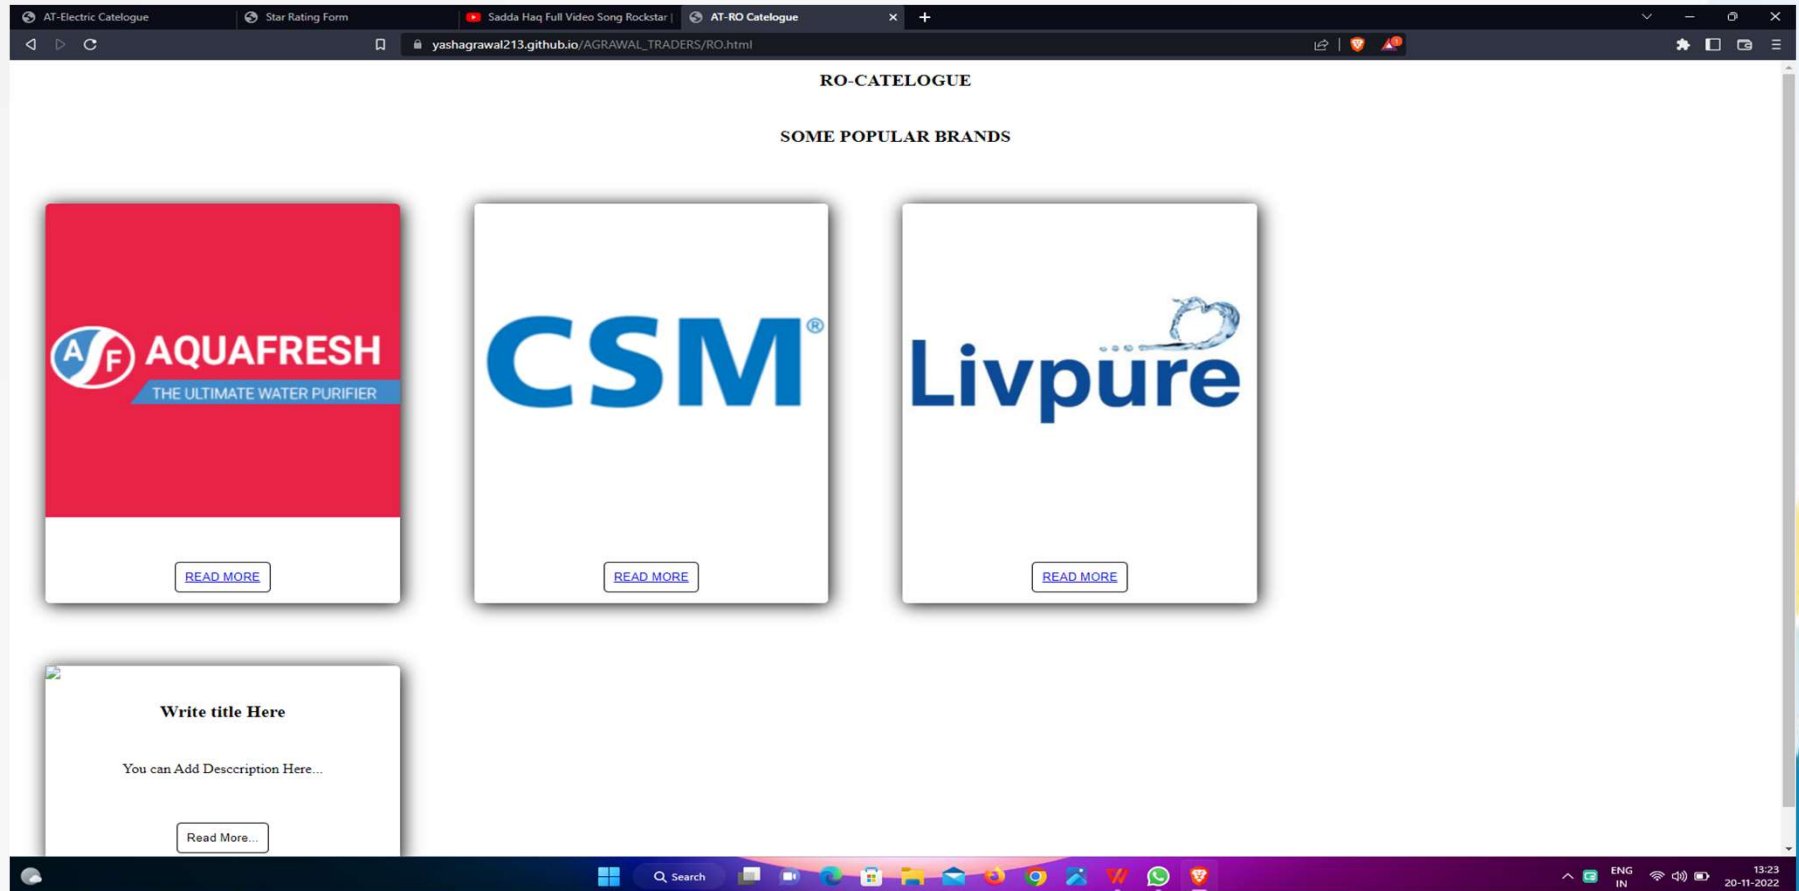 AT-Electric Catelogue
Star Rating Form
Sadda Haq Full Video Song Rockstar |
AT-RO Catelogue
yashagrawal213.github.io/AGRAWAL_TRADERS/RO.html
RO-CATELOGUE
SOME POPULAR BRANDS
AF AQUAFRESH
THE ULTIMATE WATER PURIFIER
CSM®
Livpure
READ MORE
READ MORE
READ MORE
Write title Here
You can Add Desccription Here...
Read More...
Search
ENG
IN
13:23
20-11-2022